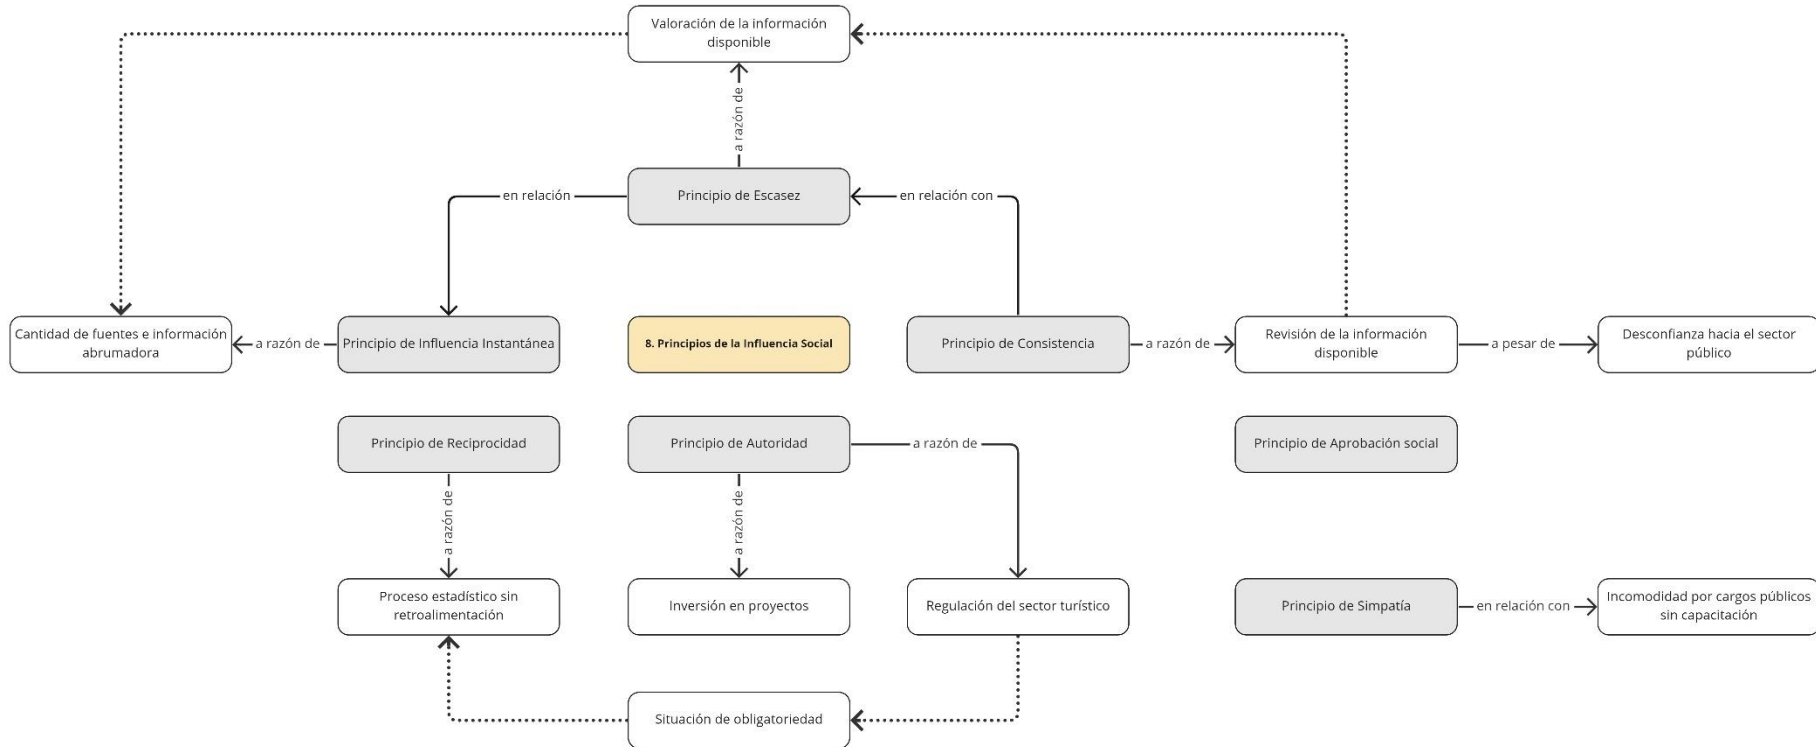 Valoración de la información
disponible
a razón de
en relación
Principio de Escasez
en relación con
Cantidad de fuentes e información
abrumadora
a razón de
Principio de Influencia Instantánea
8. Principios de la Influencia Social
Principio de Consistencia
a razón de
Revisión de la información
disponible
a pesar de
Desconfianza hacia el sector
público
Principio de Reciprocidad
Principio de Autoridad
a razón de
Principio de Aprobación social
a razón de
a razón de
Proceso estadístico sin
retroalimentación
Inversión en proyectos
Regulación del sector turístico
Principio de Simpatía
en relación con
Incomodidad por cargos públicos
sin capacitación
Situación de obligatoriedad